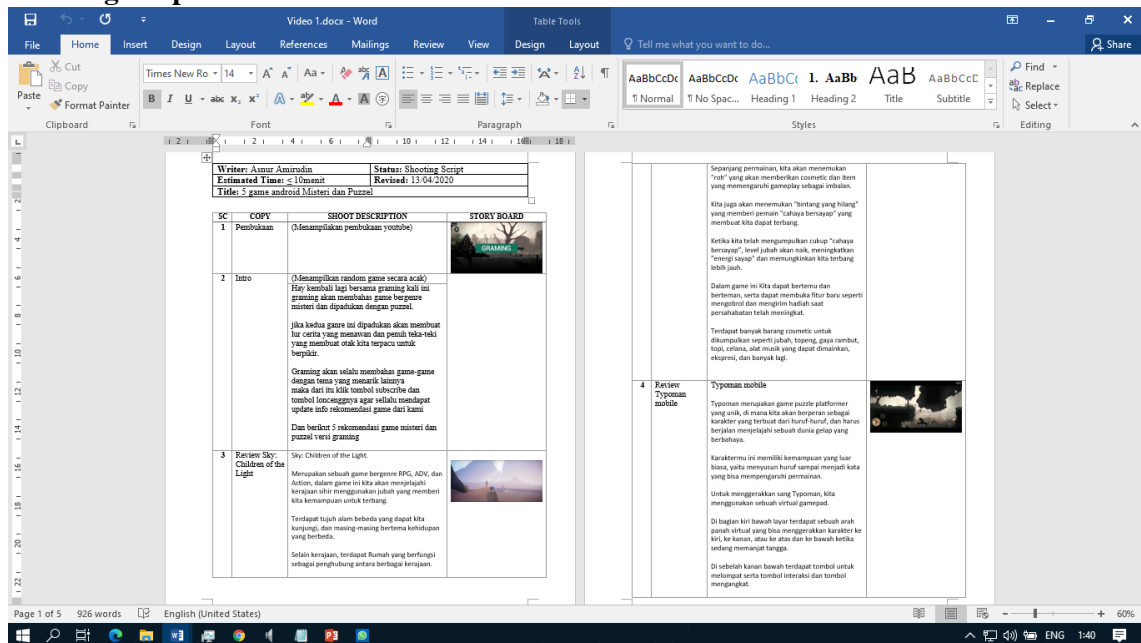 Video 1.docx - Word
Table Tools
File Home Insert Design Layout References Mailings Review View Design Layout Tell me what you want to do... Share
Cut
Copy
Format Painter
Paste
Times New Ro 14
Clipboard Font Paragraph Styles Editing
AaBbCcDc AaBbCcDc AaBbCc 1. AaBb AaB AaBbCcD
¶ Normal ¶ No Spac... Heading 1 Heading 2 Title Subtitle
Find
Replace
Select
Writer: Asnur Amirudin Status: Shooting Script
Estimated Time: ≤ 10menit Revised: 13/04/2020
Title: 5 game android Misteri dan Puzzel
SC COPY SHOOT DESCRIPTION STORY BOARD
1 Pembukaan (Menampilakan pembukaan youtube)
GRAMING
2 Intro (Menampilkan random game secara acak)
Hay kembali lagi bersama graming kali ini
graming akan membahas game bergenre
misteri dan dipadukan dengan puzzel.
jika kedua ganre ini dipadukan akan membuat
lur cerita yang menawan dan penuh teka-teki
yang membuat otak kita terpacu untuk
berpikir.
Graming akan selalu membahas game-game
dengan tema yang menarik lainnya
maka dari itu klik tombol subscribe dan
tombol loncenggnya agar sellalu mendapat
update info rekomendasi game dari kami
Dan berikut 5 rekomendasi game misteri dan
puzzel versi graming
3 Review Sky: Children of the Light
Sky: Children of the Light.
Merupakan sebuah game bergenre RPG, ADV, dan
Action, dalam game ini kita akan menjelajahi
kerajaan sihir menggunakan jubah yang memberi
kita kemampuan untuk terbang.
Terdapat tujuh alam bebeda yang dapat kita
kunjungi, dan masing-masing bertema kehidupan
yang berbeda.
Selain kerajaan, terdapat Rumah yang berfungsi
sebagai penghubung antara berbagai kerajaan.
Sepanjang permainan, kita akan menemukan
"roh" yang akan memberikan cosmetic dan item
yang memengaruhi gameplay sebagai imbalan.
Kita juga akan menemukan "bintang yang hilang"
yang memberi pemain "cahaya bersayap" yang
membuat kita dapat terbang.
Ketika kita telah mengumpulkan cukup "cahaya
bersayap", level jubah akan naik, meningkatkan
"energi sayap" dan memungkinkan kita terbang
lebih jauh.
Dalam game ini Kita dapat bertemu dan
berteman, serta dapat membuka fitur baru seperti
mengobrol dan mengirim hadiah saat
persahabatan telah meningkat.
Terdapat banyak barang cosmetic untuk
dikumpulkan seperti jubah, topeng, gaya rambut,
topi, celana, alat musik yang dapat dimainkan,
ekspresi, dan banyak lagi.
4 Review Typoman mobile
Typoman mobile
Typoman merupakan game puzzle platformer
yang unik, di mana kita akan berperan sebagai
karakter yang terbuat dari huruf-huruf, dan harus
berjalan menjelajahi sebuah dunia gelap yang
berbahaya.
Karaktermu ini memiliki kemampuan yang luar
biasa, yaitu menyusun huruf sampai menjadi kata
yang bisa mempengaruhi permainan.
Untuk menggerakkan sang Typoman, kita
menggunakan sebuah virtual gamepad.
Di bagian kiri bawah layar terdapat sebuah arah
panah virtual yang bisa menggerakkan karakter ke
kiri, ke kanan, atau ke atas dan ke bawah ketika
sedang memanjat tangga.
Di sebelah kanan bawah terdapat tombol untuk
melompat serta tombol interaksi dan tombol
mengangkat.
Page 1 of 5 926 words English (United States) 60%
ENG 1:40